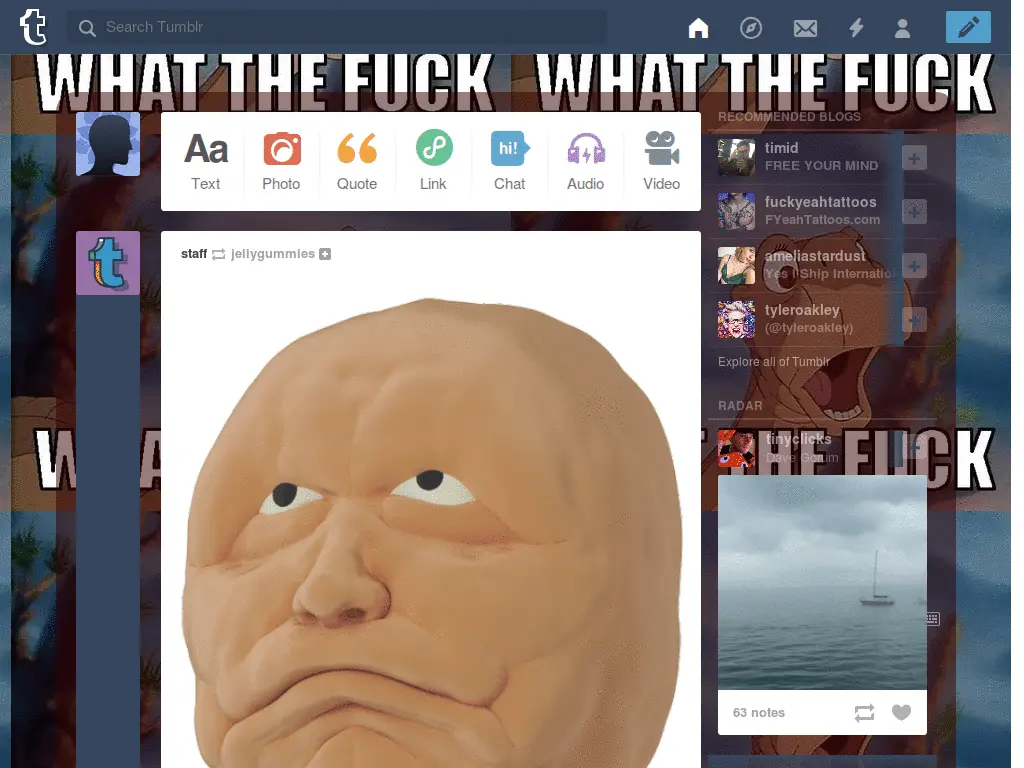 Search Tumblr
WHAT THE FUCK WHAT THE FUCK
Aa
hi!
Text Photo Quote Link Chat Audio Video
staff jellygummies
RECOMMENDED BLOGS
timid
FREE YOUR MIND
fuckyeahtattoos
FYeahTattoos.com
ameliastardust
Yes I Ship Internatio
tyleroakley
(@tyleroakley)
Explore all of Tumblr
RADAR
WHA THE FUCK
tinyclicks
Dave Gorum
63 notes